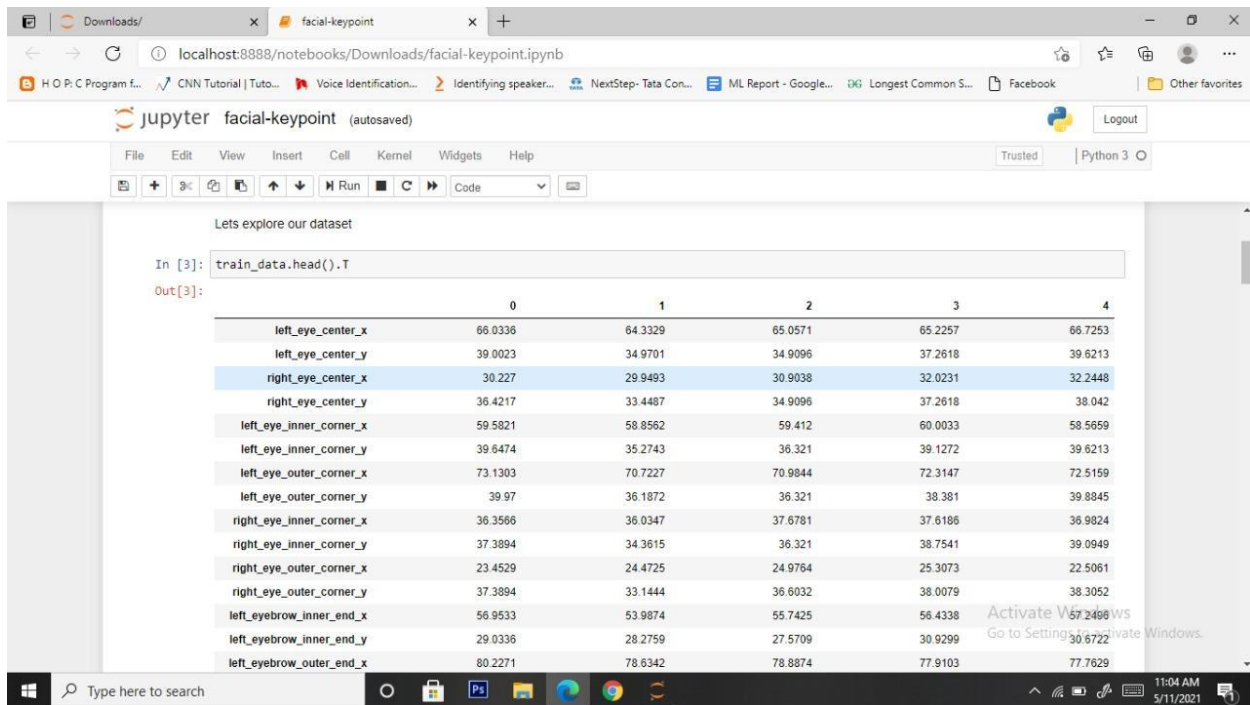 Downloads/ facial-keypoint
localhost:8888/notebooks/Downloads/facial-keypoint.ipynb
H O P: C Program f... CNN Tutorial | Tuto... Voice Identification... Identifying speaker... NextStep- Tata Con... ML Report - Google... Longest Common S... Facebook Other favorites
jupyter facial-keypoint (autosaved) Logout
File Edit View Insert Cell Kernel Widgets Help Trusted Python 3
Run Code
Lets explore our dataset
In [3]: train_data.head().T
Out[3]:
0 1 2 3 4
left_eye_center_x 66.0336 64.3329 65.0571 65.2257 66.7253
left_eye_center_y 39.0023 34.9701 34.9096 37.2618 39.6213
right_eye_center_x 30.227 29.9493 30.9038 32.0231 32.2448
right_eye_center_y 36.4217 33.4487 34.9096 37.2618 38.042
left_eye_inner_corner_x 59.5821 58.8562 59.412 60.0033 58.5659
left_eye_inner_corner_y 39.6474 35.2743 36.321 39.1272 39.6213
left_eye_outer_corner_x 73.1303 70.7227 70.9844 72.3147 72.5159
left_eye_outer_corner_y 39.97 36.1872 36.321 38.381 39.8845
right_eye_inner_corner_x 36.3566 36.0347 37.6781 37.6186 36.9824
right_eye_inner_corner_y 37.3894 34.3615 36.321 38.7541 39.0949
right_eye_outer_corner_x 23.4529 24.4725 24.9764 25.3073 22.5061
right_eye_outer_corner_y 37.3894 33.1444 36.6032 38.0079 38.3052
left_eyebrow_inner_end_x 56.9533 53.9874 55.7425 56.4338 57.2496
left_eyebrow_inner_end_y 29.0336 28.2759 27.5709 30.9299 30.6722
left_eyebrow_outer_end_x 80.2271 78.6342 78.8874 77.9103 77.7629
Activate Windows
Go to Settings to activate Windows.
Type here to search Ps 11:04 AM
5/11/2021